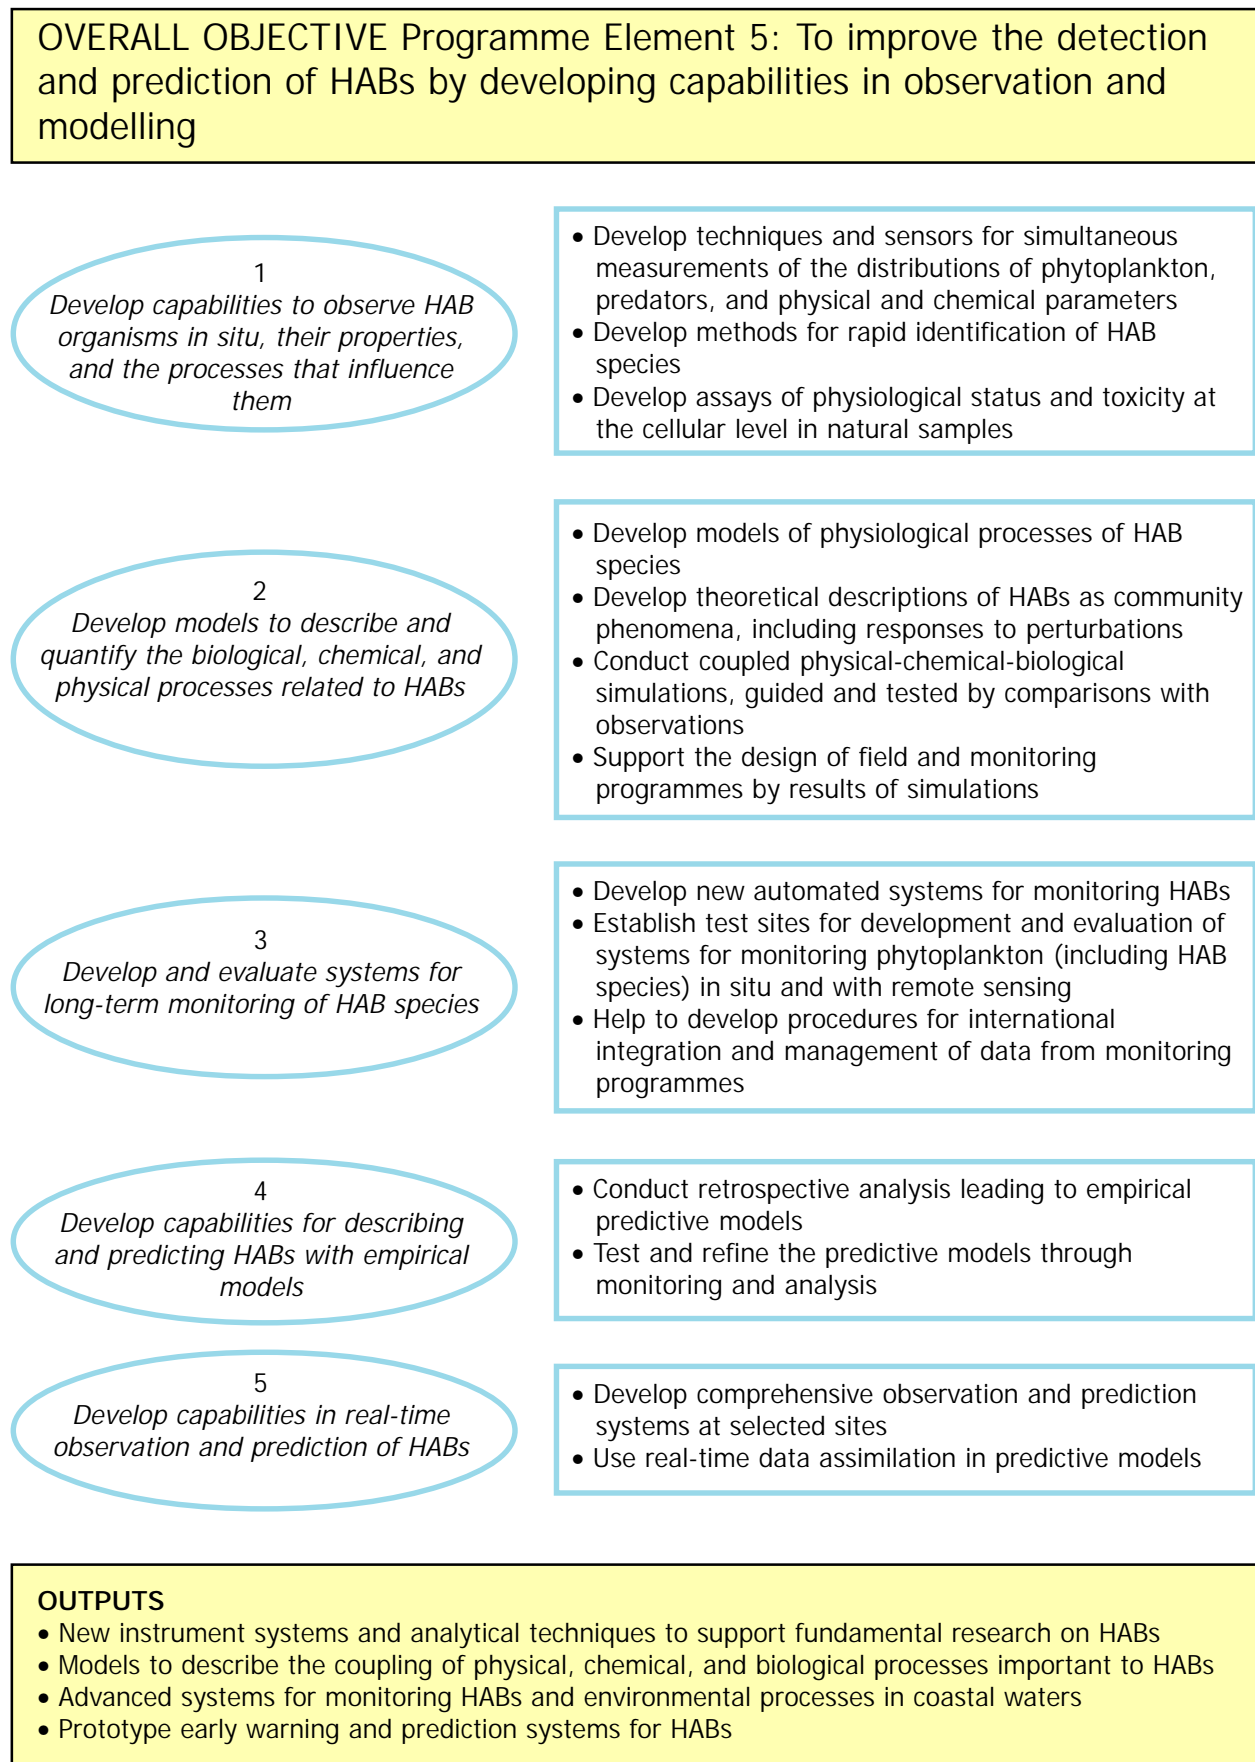 OVERALL OBJECTIVE Programme Element 5: To improve the detection
and prediction of HABs by developing capabilities in observation and
modelling
1
Develop capabilities to observe HAB
organisms in situ, their properties,
and the processes that influence
them
• Develop techniques and sensors for simultaneous
measurements of the distributions of phytoplankton,
predators, and physical and chemical parameters
• Develop methods for rapid identification of HAB
species
• Develop assays of physiological status and toxicity at
the cellular level in natural samples
2
Develop models to describe and
quantify the biological, chemical, and
physical processes related to HABs
• Develop models of physiological processes of HAB
species
• Develop theoretical descriptions of HABs as community
phenomena, including responses to perturbations
• Conduct coupled physical-chemical-biological
simulations, guided and tested by comparisons with
observations
• Support the design of field and monitoring
programmes by results of simulations
3
Develop and evaluate systems for
long-term monitoring of HAB species
• Develop new automated systems for monitoring HABs
• Establish test sites for development and evaluation of
systems for monitoring phytoplankton (including HAB
species) in situ and with remote sensing
• Help to develop procedures for international
integration and management of data from monitoring
programmes
4
Develop capabilities for describing
and predicting HABs with empirical
models
• Conduct retrospective analysis leading to empirical
predictive models
• Test and refine the predictive models through
monitoring and analysis
5
Develop capabilities in real-time
observation and prediction of HABs
• Develop comprehensive observation and prediction
systems at selected sites
• Use real-time data assimilation in predictive models
OUTPUTS
• New instrument systems and analytical techniques to support fundamental research on HABs
• Models to describe the coupling of physical, chemical, and biological processes important to HABs
• Advanced systems for monitoring HABs and environmental processes in coastal waters
• Prototype early warning and prediction systems for HABs